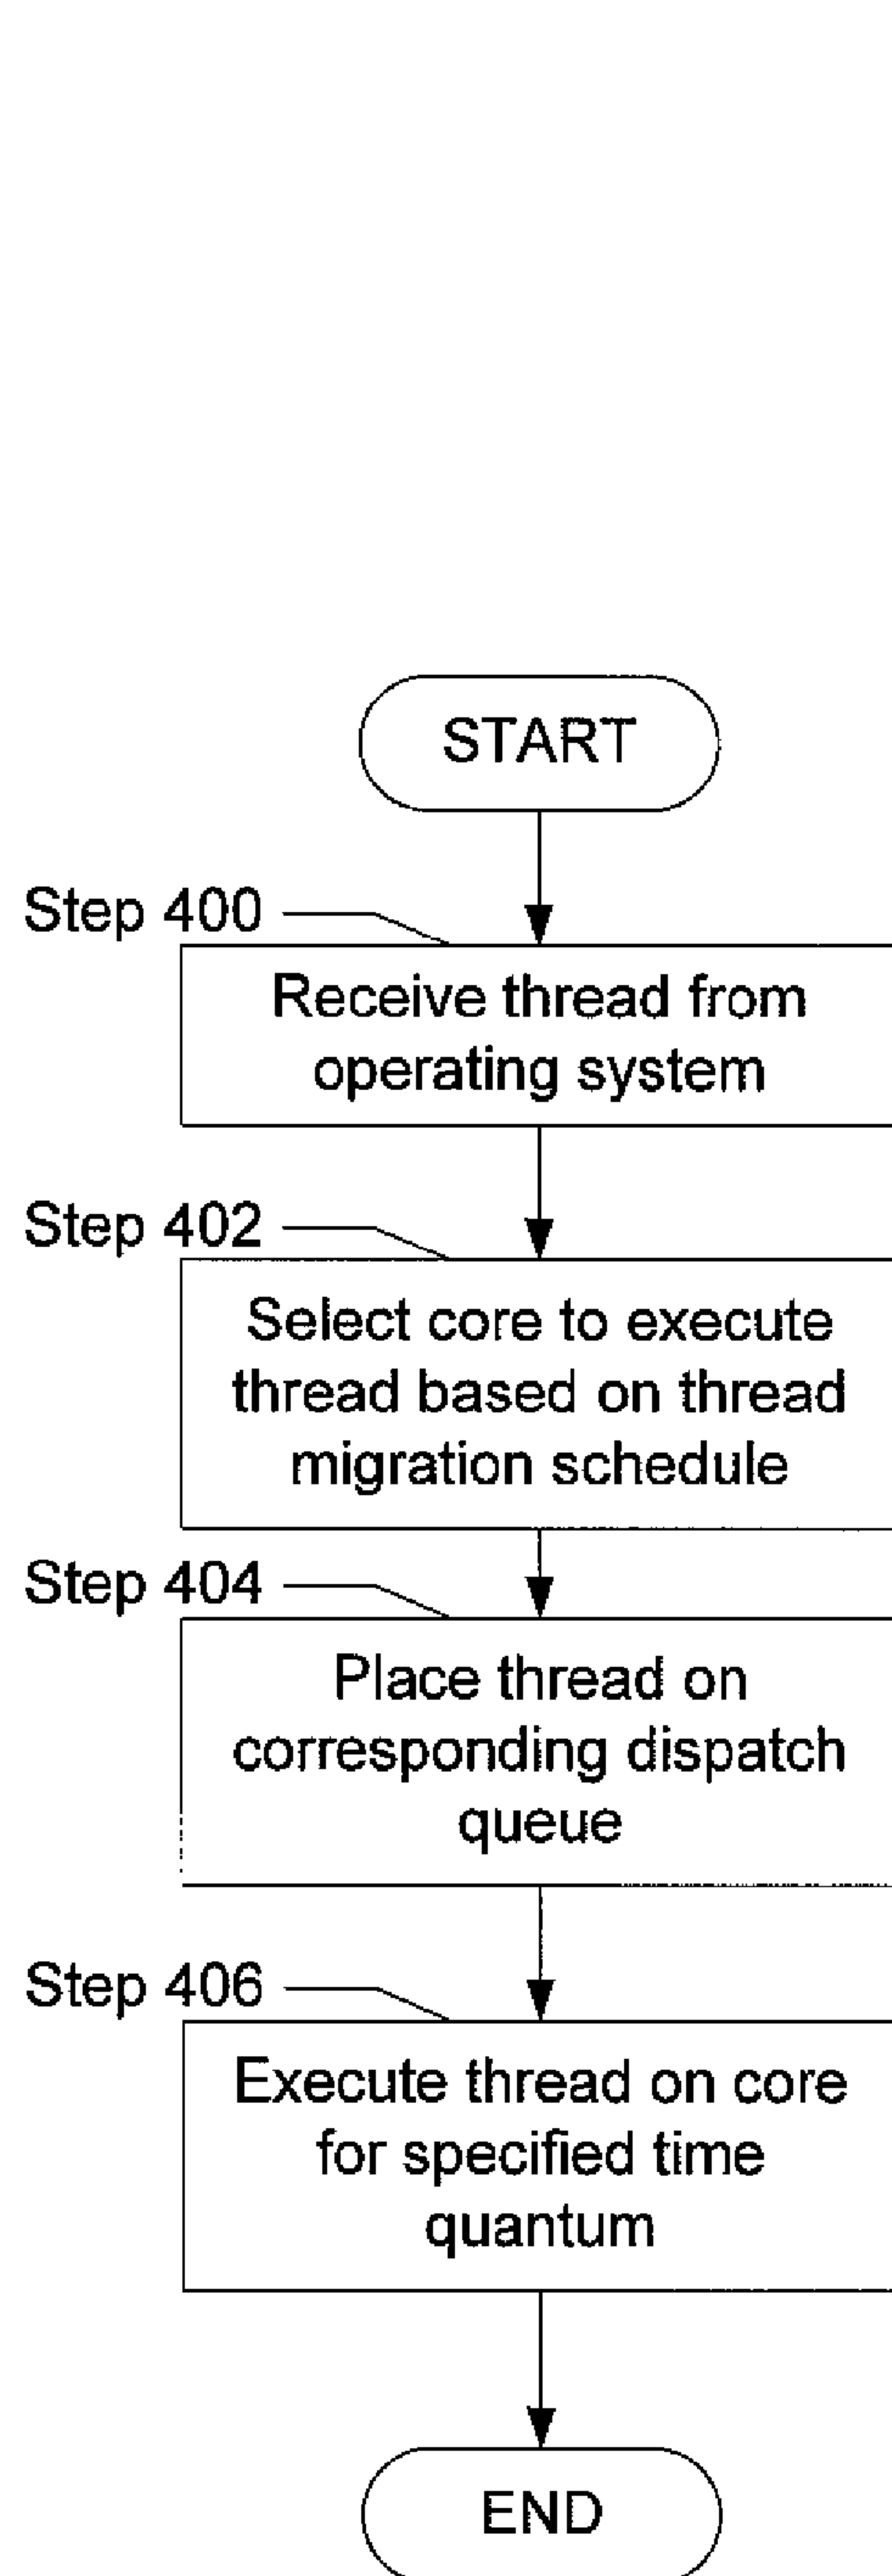 START
Step 400
Receive thread from
operating system
Step 402
Select core to execute
thread based on thread
migration schedule
Step 404
Place thread on
corresponding dispatch
queue
Step 406
Execute thread on core
for specified time
quantum
END